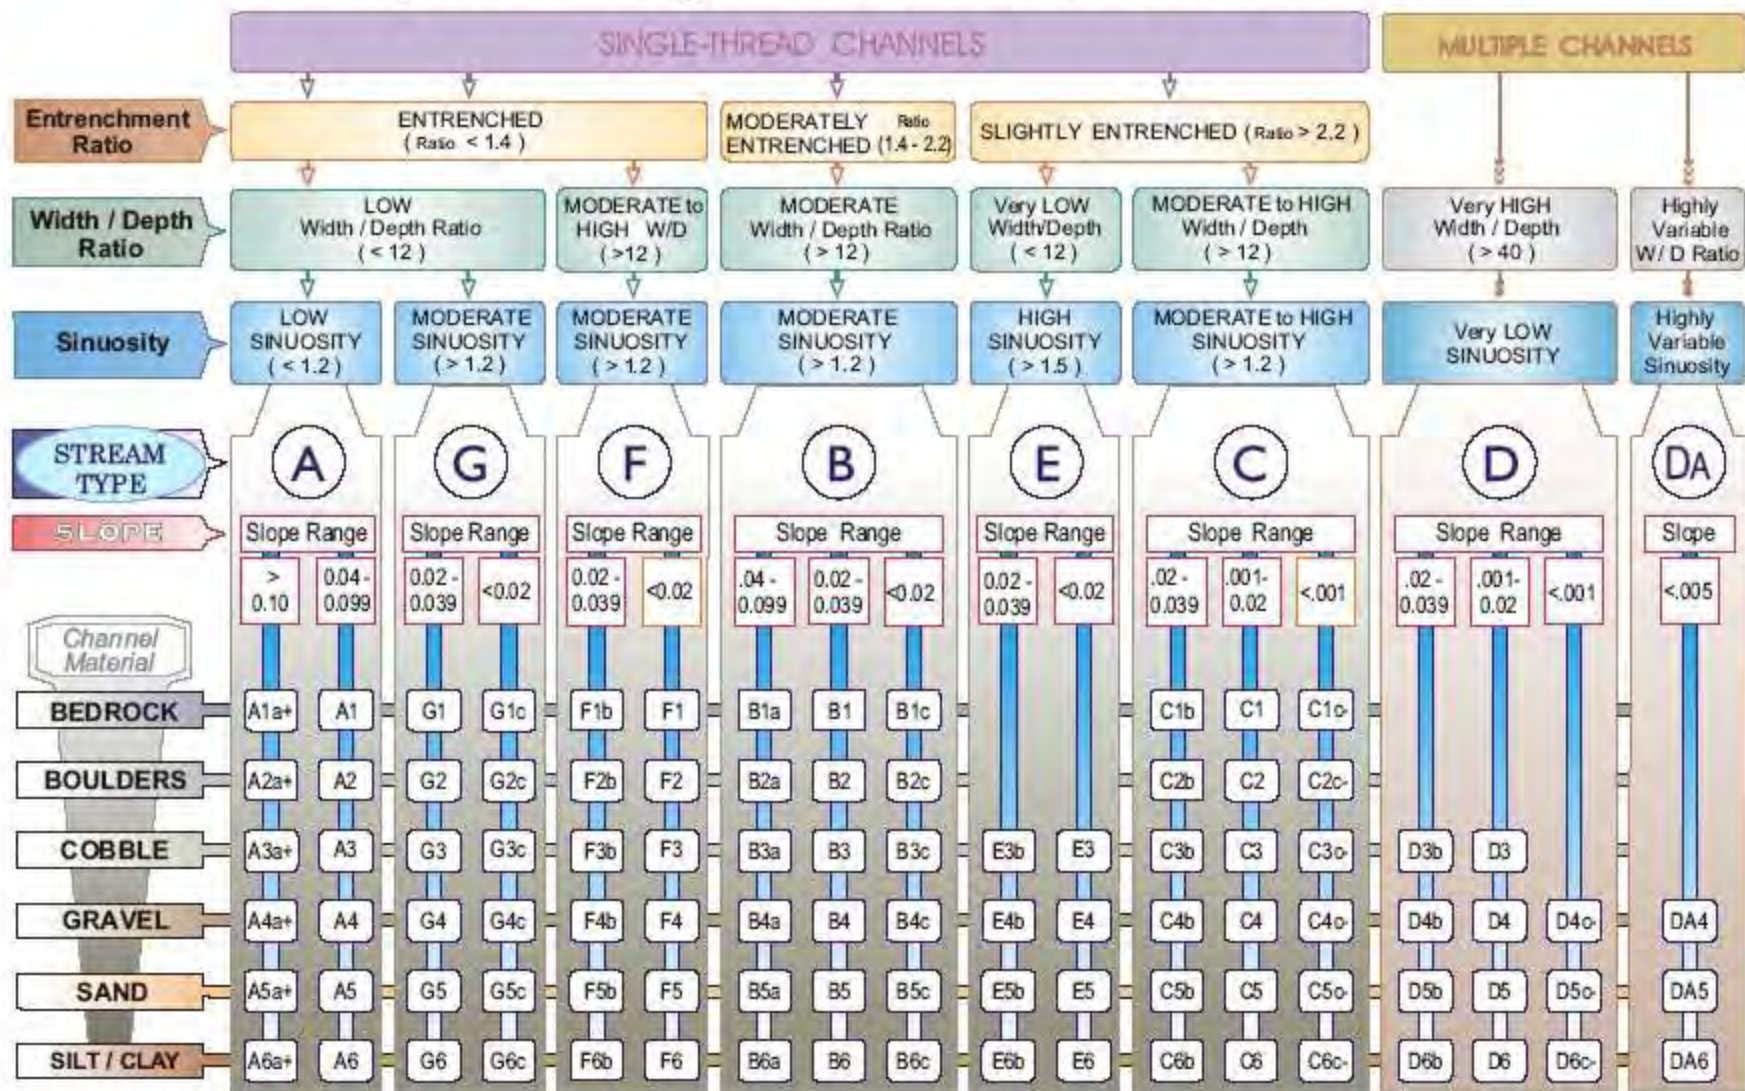 SINGLE-THREAD CHANNELS MULTIPLE CHANNELS
Entrenchment Ratio
ENTRENCHED
( Ratio < 1.4 )
MODERATELY Ratio
ENTRENCHED (1.4 - 2.2)
SLIGHTLY ENTRENCHED ( Ratio > 2.2 )
Width / Depth Ratio
LOW
Width / Depth Ratio
( < 12 )
MODERATE to
HIGH W/D
( >12 )
MODERATE
Width / Depth Ratio
( > 12 )
Very LOW
Width/Depth
( < 12 )
MODERATE to HIGH
Width / Depth
( > 12 )
Very HIGH
Width / Depth
( > 40 )
Highly
Variable
W/ D Ratio
Sinuosity
LOW
SINUOSITY
( < 1.2 )
MODERATE
SINUOSITY
( > 1.2 )
MODERATE
SINUOSITY
( > 1.2 )
MODERATE
SINUOSITY
( > 1.2 )
HIGH
SINUOSITY
( > 1.5 )
MODERATE to HIGH
SINUOSITY
( > 1.2 )
Very LOW
SINUOSITY
Highly
Variable
Sinuosity
STREAM
TYPE
A G F B E C D DA
SLOPE
Slope Range Slope Range Slope Range Slope Range Slope Range Slope Range Slope Range Slope
> 0.10 0.04 - 0.099 0.02 - 0.039 <0.02 0.02 - 0.039 <0.02 .04 - 0.099 0.02 - 0.039 <0.02 0.02 - 0.039 <0.02 .02 - 0.039 .001- 0.02 <.001 .02 - 0.039 .001- 0.02 <.001 <.005
Channel
Material
BEDROCK A1a+ A1 G1 G1c F1b F1 B1a B1 B1c C1b C1 C1c-
BOULDERS A2a+ A2 G2 G2c F2b F2 B2a B2 B2c C2b C2 C2c-
COBBLE A3a+ A3 G3 G3c F3b F3 B3a B3 B3c E3b E3 C3b C3 C3c- D3b D3
GRAVEL A4a+ A4 G4 G4c F4b F4 B4a B4 B4c E4b E4 C4b C4 C4c- D4b D4 D4c- DA4
SAND A5a+ A5 G5 G5c F5b F5 B5a B5 B5c E5b E5 C5b C5 C5c- D5b D5 D5c- DA5
SILT / CLAY A6a+ A6 G6 G6c F6b F6 B6a B6 B6c E6b E6 C6b C6 C6c- D6b D6 D6c- DA6